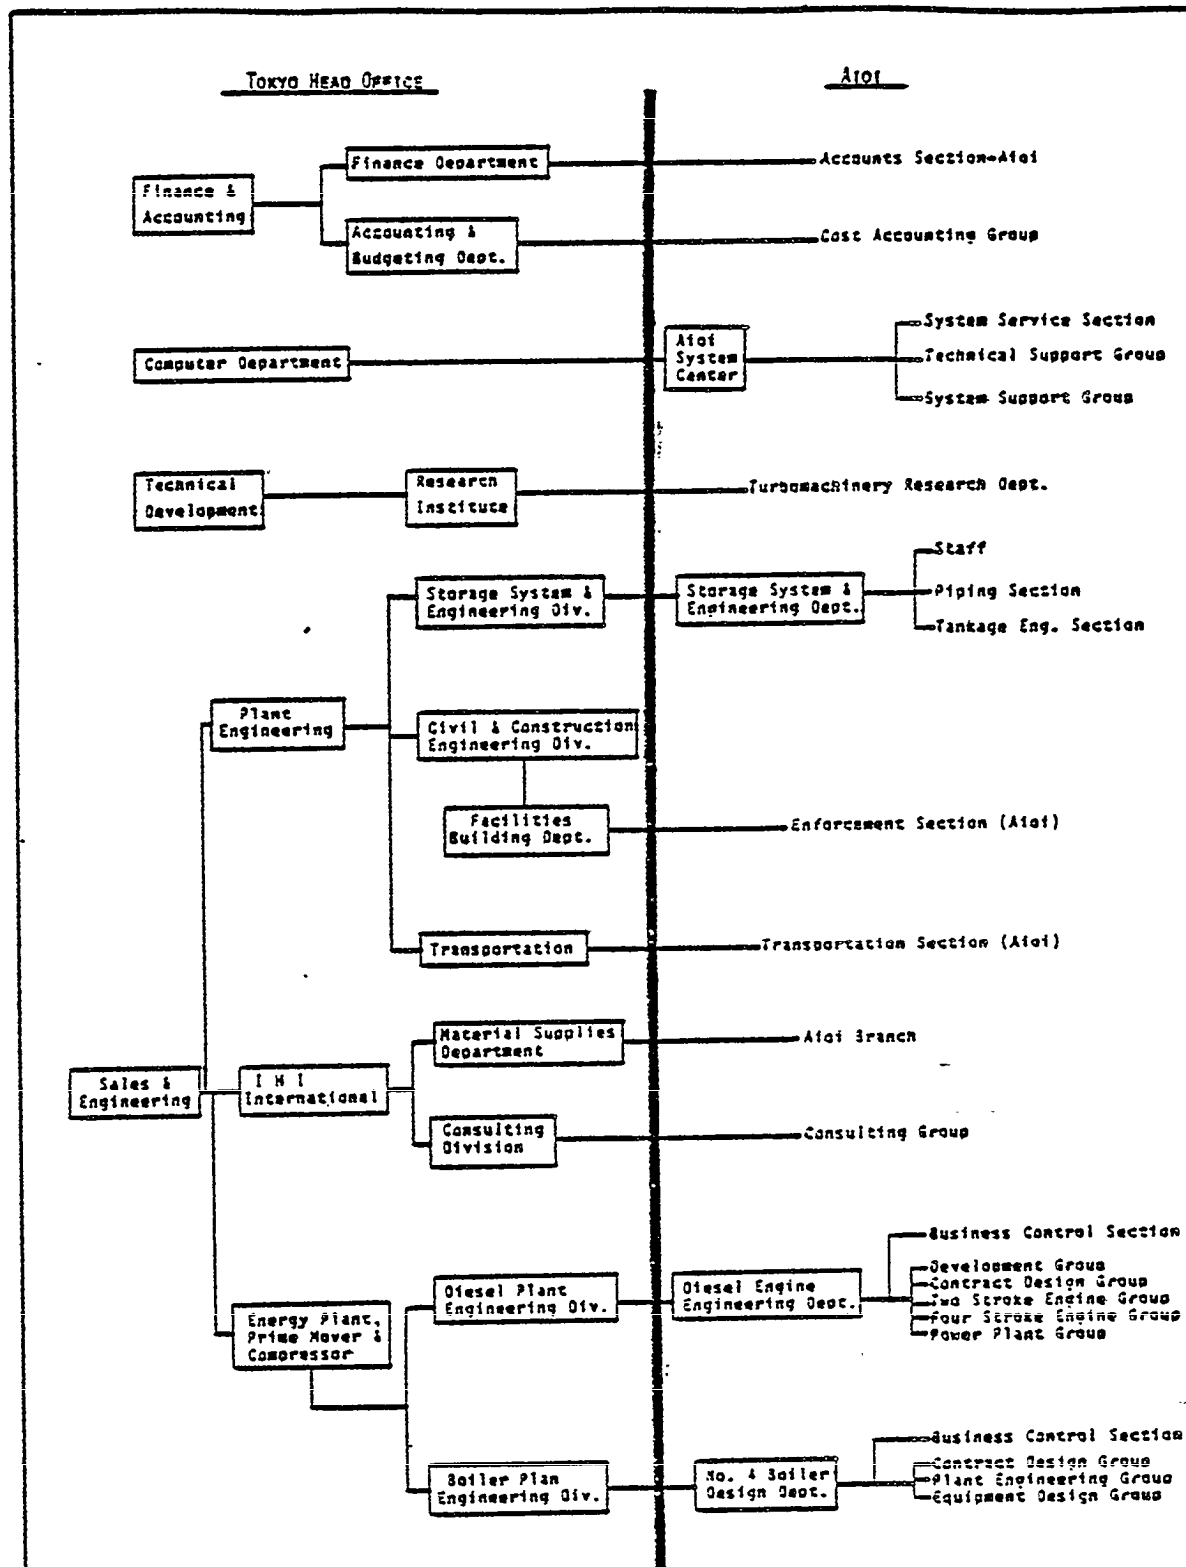 TOKYO HEAD OFFICE
AIOI
Finance &
Accounting
Finance Department
Accounts Section-Aioi
Accounting &
Budgeting Dept.
Cost Accounting Group
Computer Department
Aioi
System
Center
System Service Section
Technical Support Group
System Support Group
Technical
Development
Research
Institute
Turbomachinery Research Dept.
Storage System &
Engineering Div.
Storage System &
Engineering Dept.
Staff
Piping Section
Tankage Eng. Section
Plant
Engineering
Civil & Construction
Engineering Div.
Facilities
Building Dept.
Enforcement Section (Aioi)
Transportation
Transportation Section (Aioi)
Sales &
Engineering
I H I
International
Material Supplies
Department
Aioi Branch
Consulting
Division
Consulting Group
Energy Plant,
Prime Mover &
Compressor
Diesel Plant
Engineering Div.
Diesel Engine
Engineering Dept.
Business Control Section
Development Group
Contract Design Group
Two Stroke Engine Group
Four Stroke Engine Group
Power Plant Group
Boiler Plan
Engineering Div.
No. 4 Boiler
Design Dept.
Business Control Section
Contract Design Group
Plant Engineering Group
Equipment Design Group